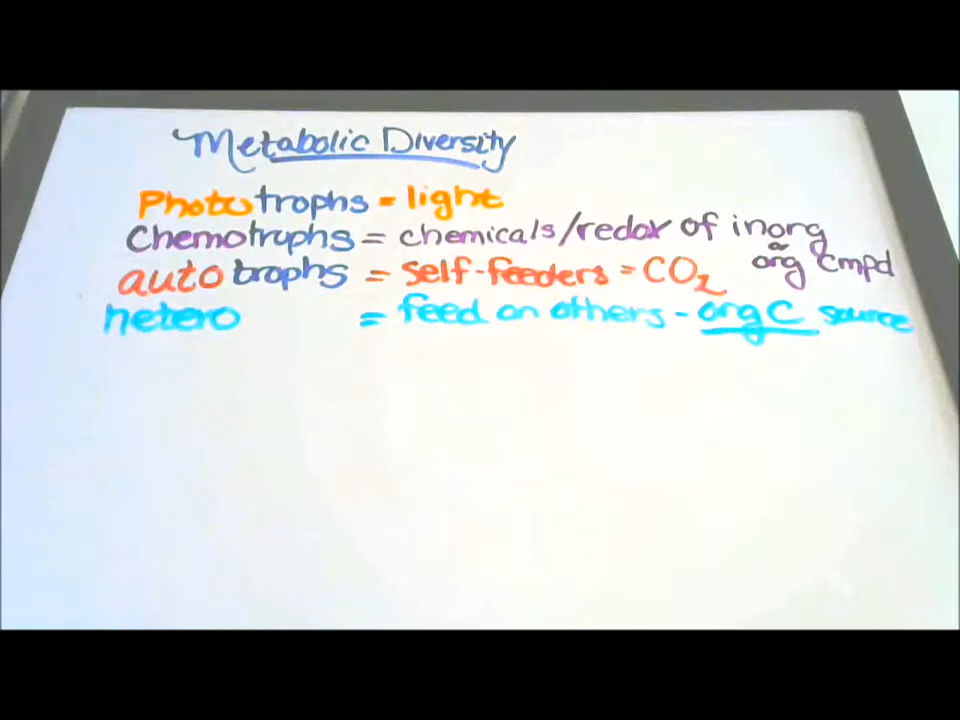 Metabolic Diversity
Phototrophs = light
Chemotrophs = chemicals/redox of inorg or org cmpd
autotrophs = self-feeders = CO2
hetero = feed on others - org C source